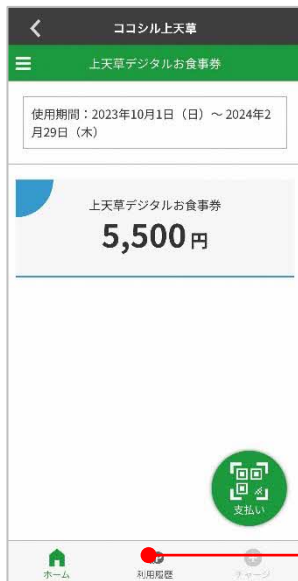 ココシル上天草
上天草デジタルお食事券
使用期間：2023年10月1日（日）～2024年2
月29日（木）
上天草デジタルお食事券
5,500円
支払い
ホーム
利用履歴
チャージ